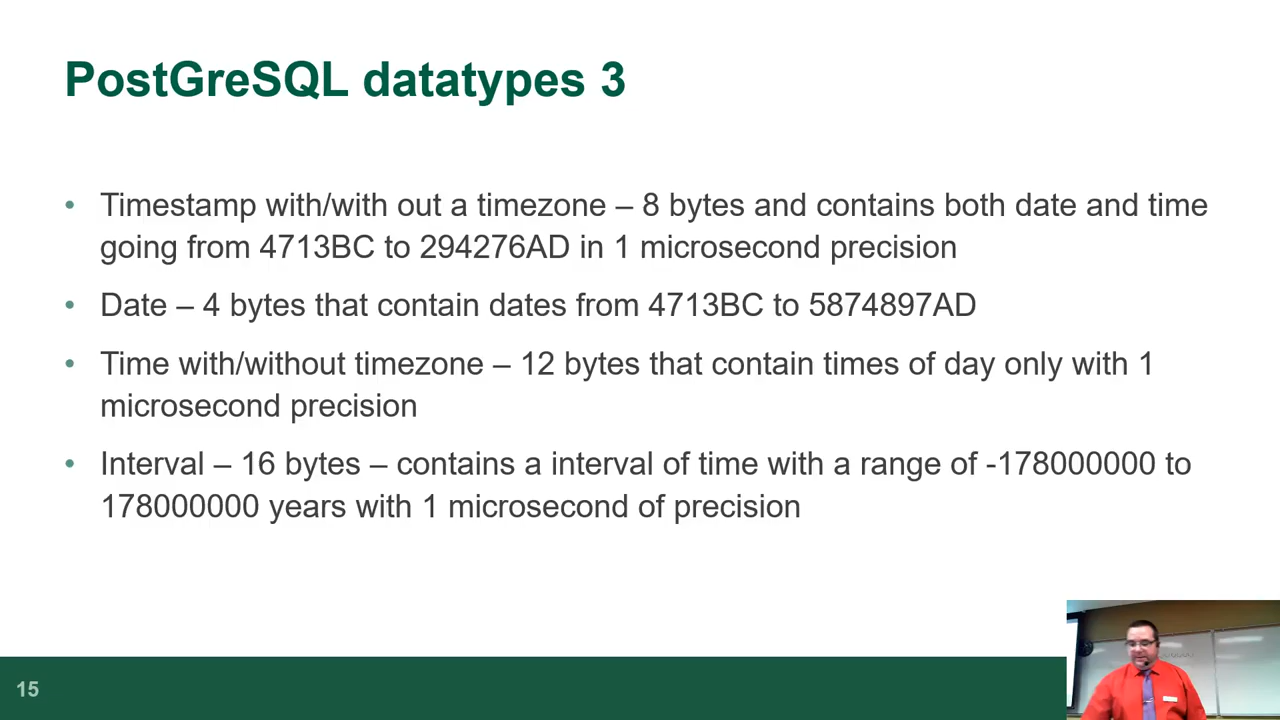 PostGreSQL datatypes 3
• Timestamp with/with out a timezone – 8 bytes and contains both date and time
going from 4713BC to 294276AD in 1 microsecond precision
• Date – 4 bytes that contain dates from 4713BC to 5874897AD
• Time with/without timezone – 12 bytes that contain times of day only with 1
microsecond precision
• Interval – 16 bytes – contains a interval of time with a range of -178000000 to
178000000 years with 1 microsecond of precision
15